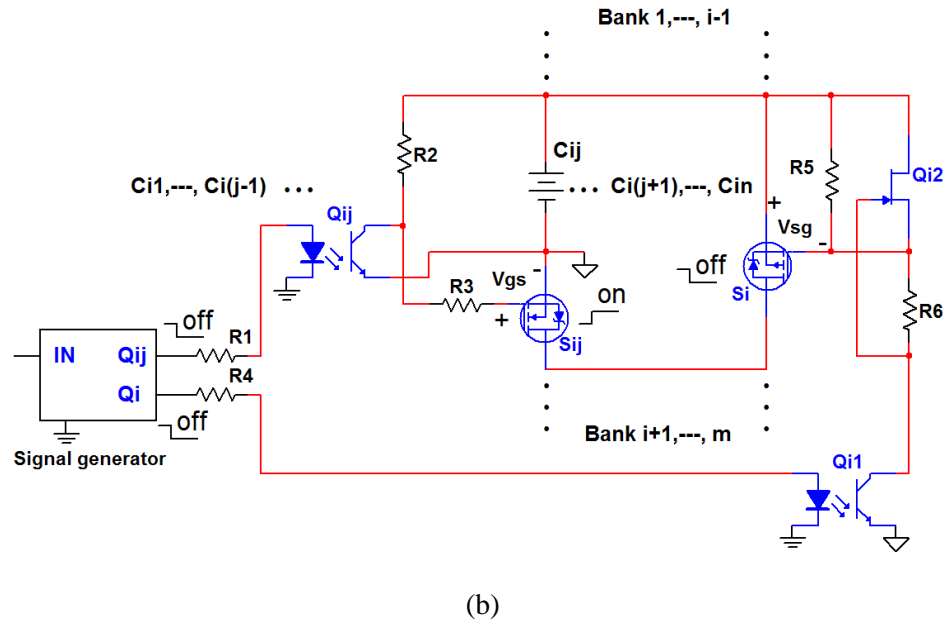 Bank 1,---, i-1
R2
Cij
R5
Qi2
Ci1,---, Ci(j-1) ...
... Ci(j+1),---, Cin
Qij
+
Vsg
-
-
R3
Vgs
+
off
Si
on
Sij
R6
off
IN
Qij
R1
Qi
R4
off
Signal generator
Bank i+1,---, m
Qi1
(b)